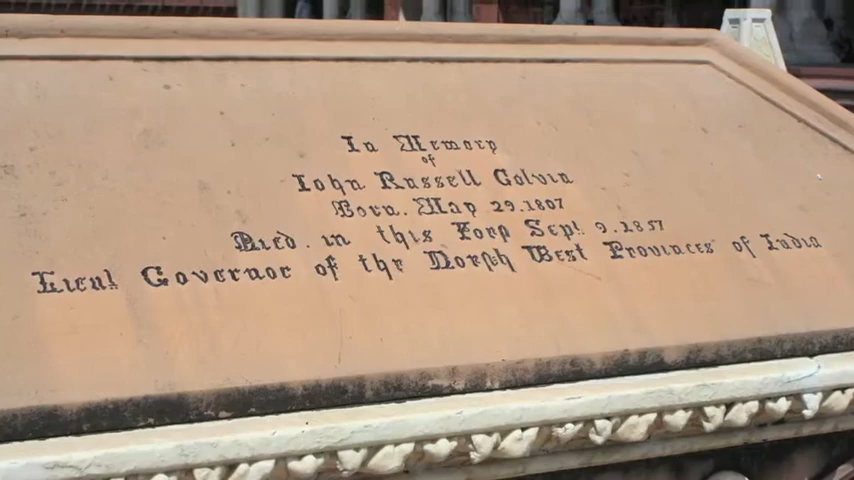 In Memory
of
John Russell Colvin
Born. May 29.1807
Died. in this Fort Sept. 9.1857
Lieut Governor of the North West Provinces of India